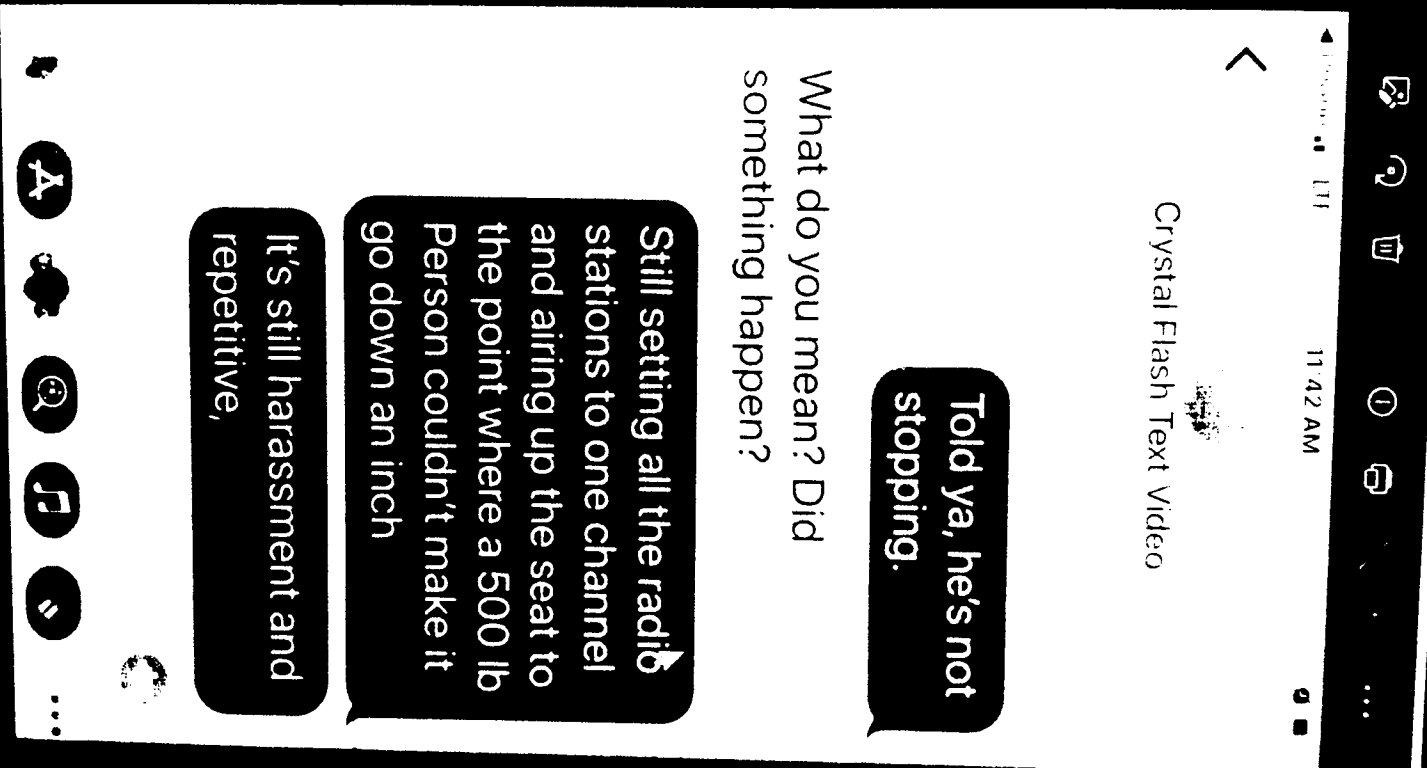 LTE
11:42 AM
Crystal Flash Text Video
Told ya, he's not
stopping.
What do you mean? Did
something happen?
Still setting all the radio
stations to one channel
and airing up the seat to
the point where a 500 lb
Person couldn't make it
go down an inch
It's still harassment and
repetitive,